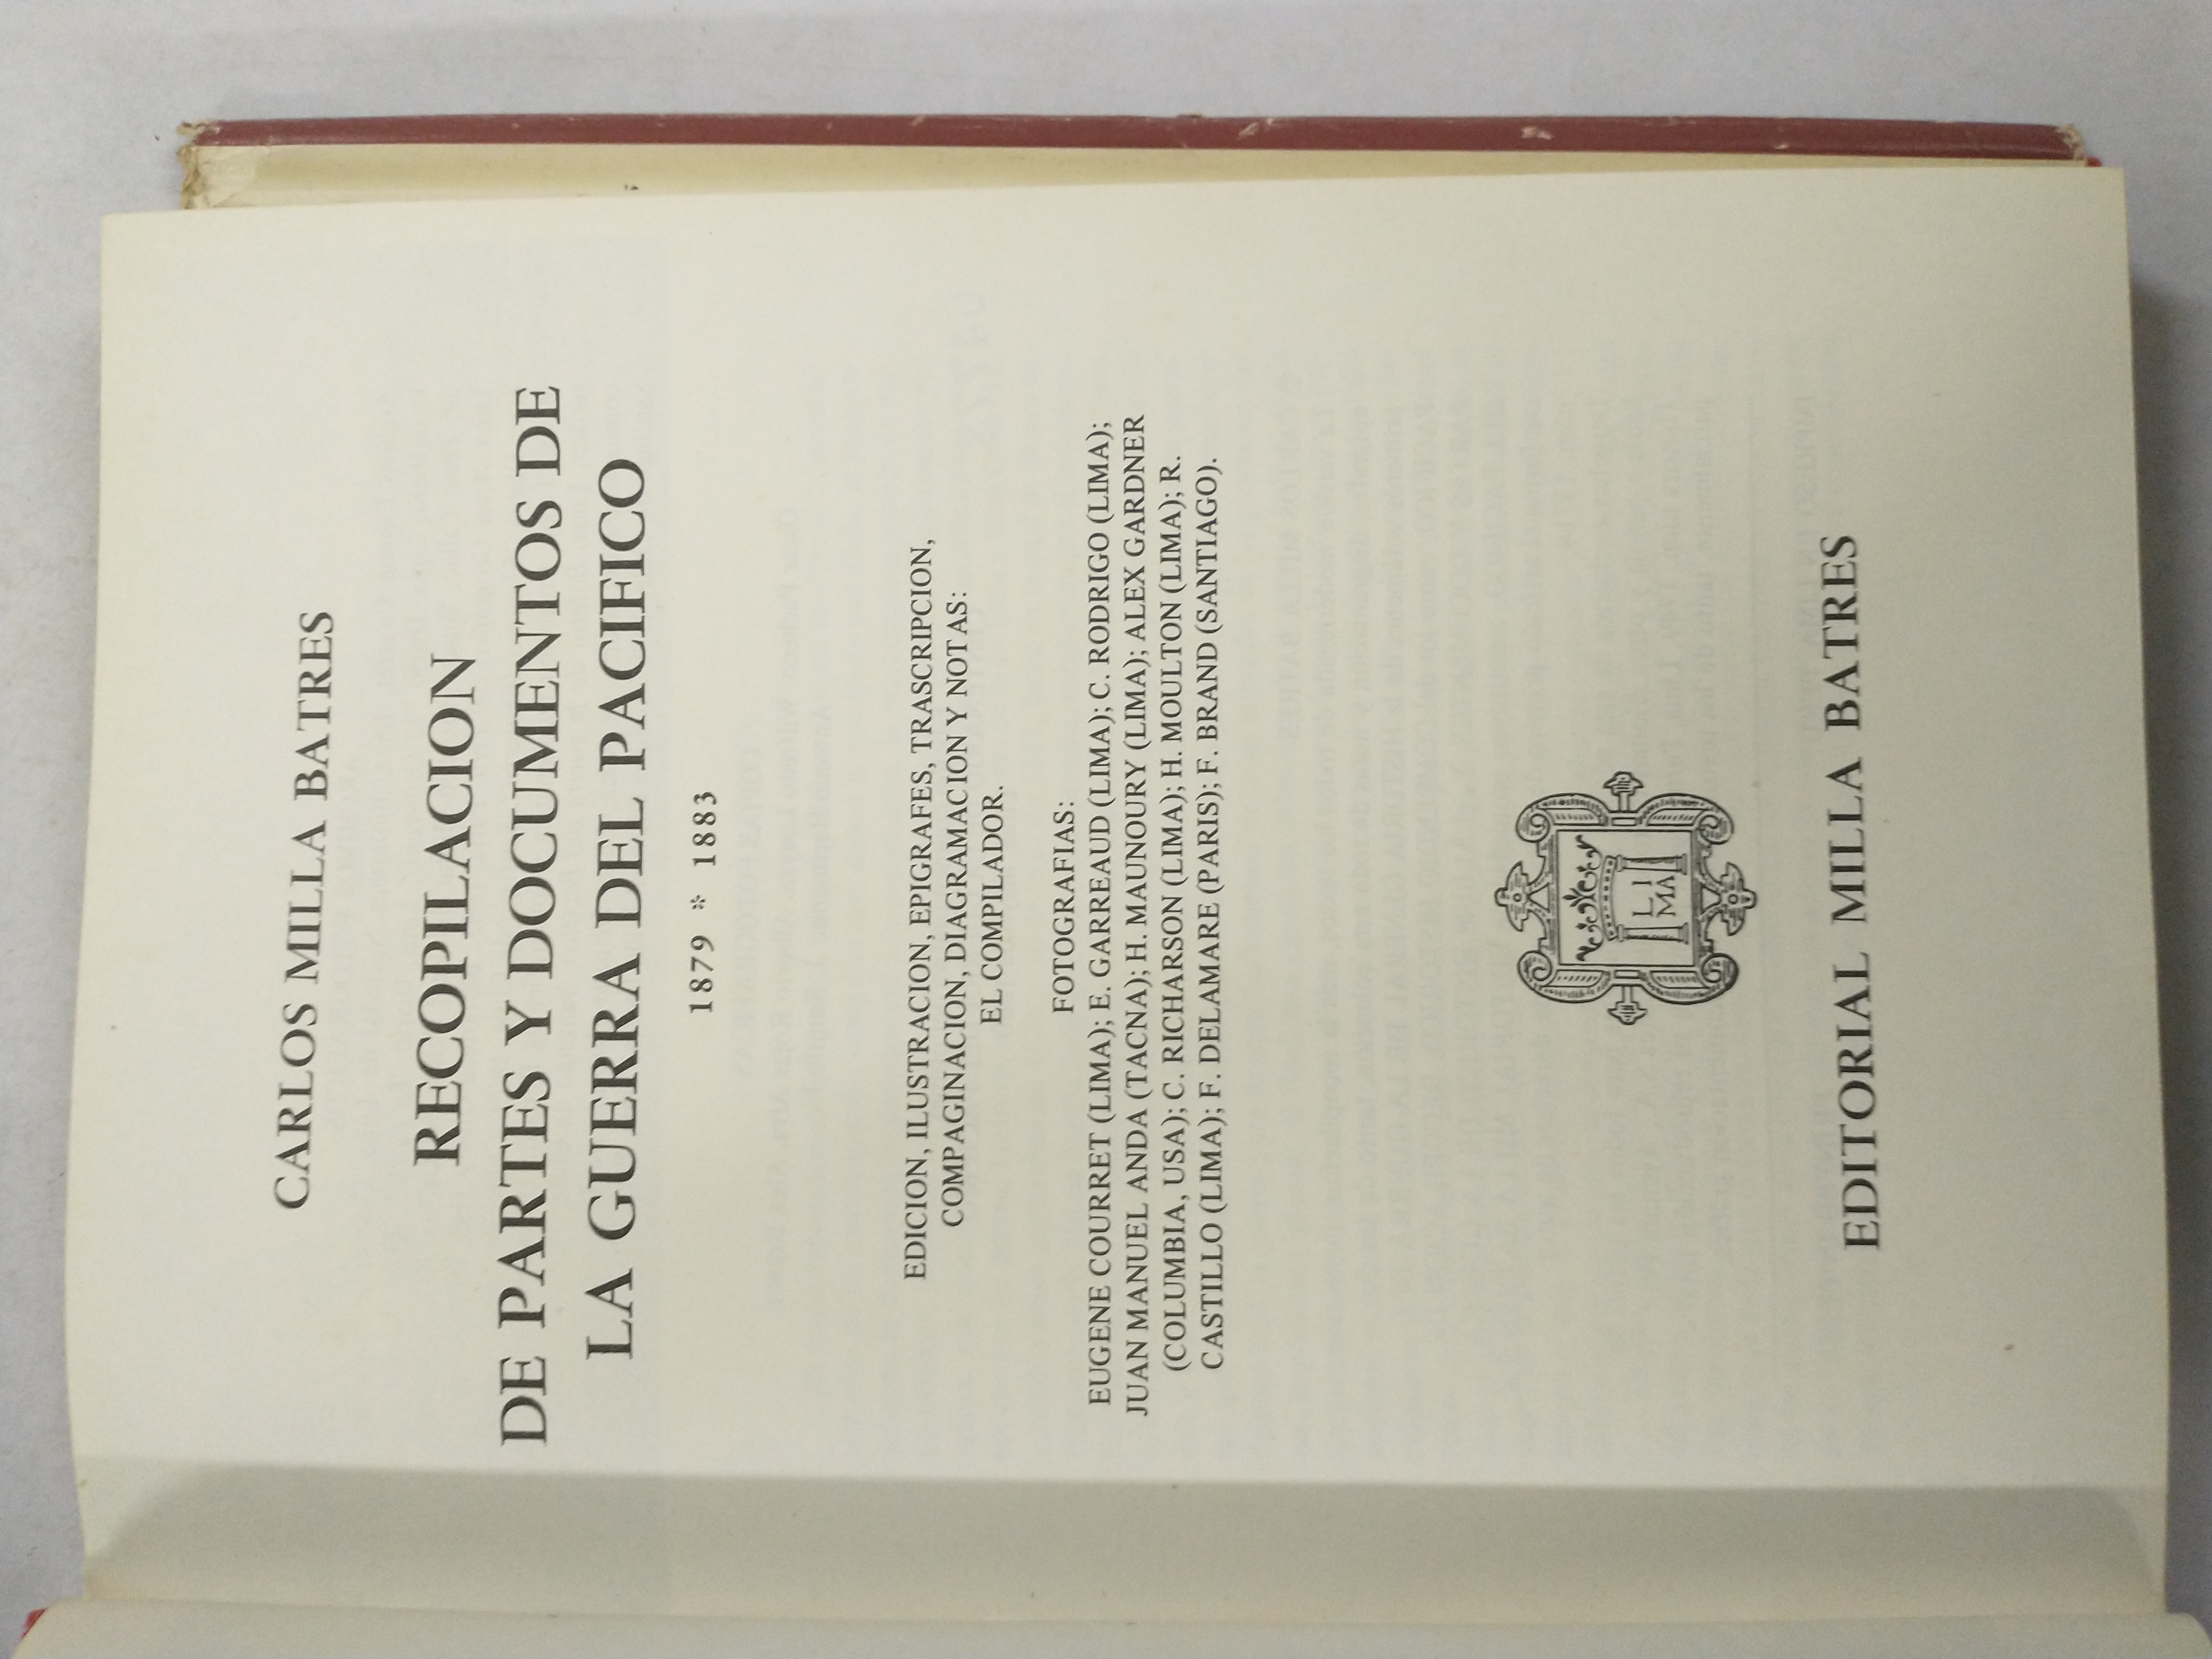 CARLOS MILLA BATRES
RECOPILACION
DE PARTES Y DOCUMENTOS DE
LA GUERRA DEL PACIFICO
1879 * 1883
EDICION, ILUSTRACION, EPIGRAFES, TRASCRIPCION,
COMPAGINACION, DIAGRAMACION Y NOTAS:
EL COMPILADOR.
FOTOGRAFIAS:
EUGENE COURRET (LIMA); E. GARREAUD (LIMA); C. RODRIGO (LIMA);
JUAN MANUEL ANDA (TACNA); H. MAUNOURY (LIMA); ALEX GARDNER
(COLUMBIA, USA); C. RICHARSON (LIMA); H. MOULTON (LIMA); R.
CASTILLO (LIMA); F. DELAMARE (PARIS); F. BRAND (SANTIAGO).
LI
MA
EDITORIAL MILLA BATRES